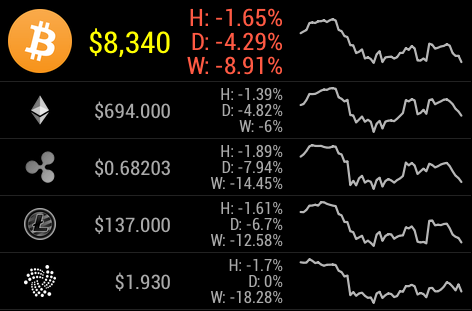 H: -1.65%
$8,340 D: -4.29%
W: -8.91%
H: -1.39%
$694.000 D: -4.82%
W: -6%
H: -1.89%
$0.68203 D: -7.94%
W: -14.45%
H: -1.61%
$137.000 D: -6.7%
W: -12.58%
H: -1.7%
$1.930 D: 0%
W: -18.28%